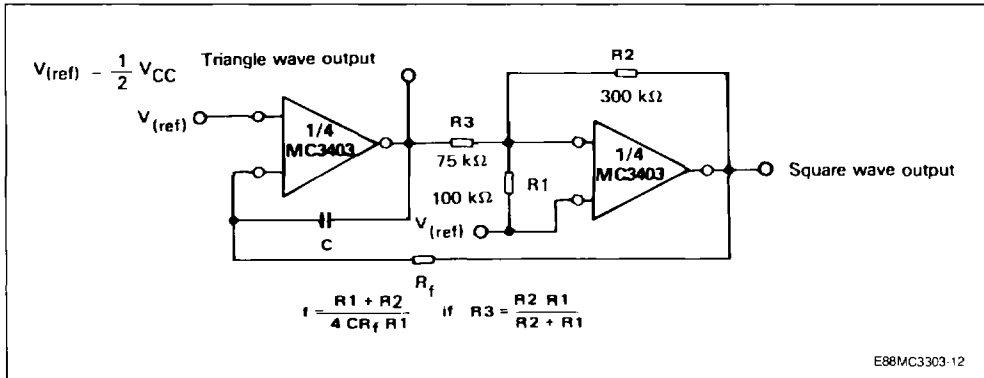 V(ref) – 1/2 VCC
Triangle wave output
V(ref)
1/4
MC3403
C
R3
75 kΩ
R2
300 kΩ
R1
100 kΩ
V(ref)
1/4
MC3403
Square wave output
Rf
f = R1 + R2 / 4 CRf R1 if R3 = R2 R1 / R2 + R1
E88MC3303-12